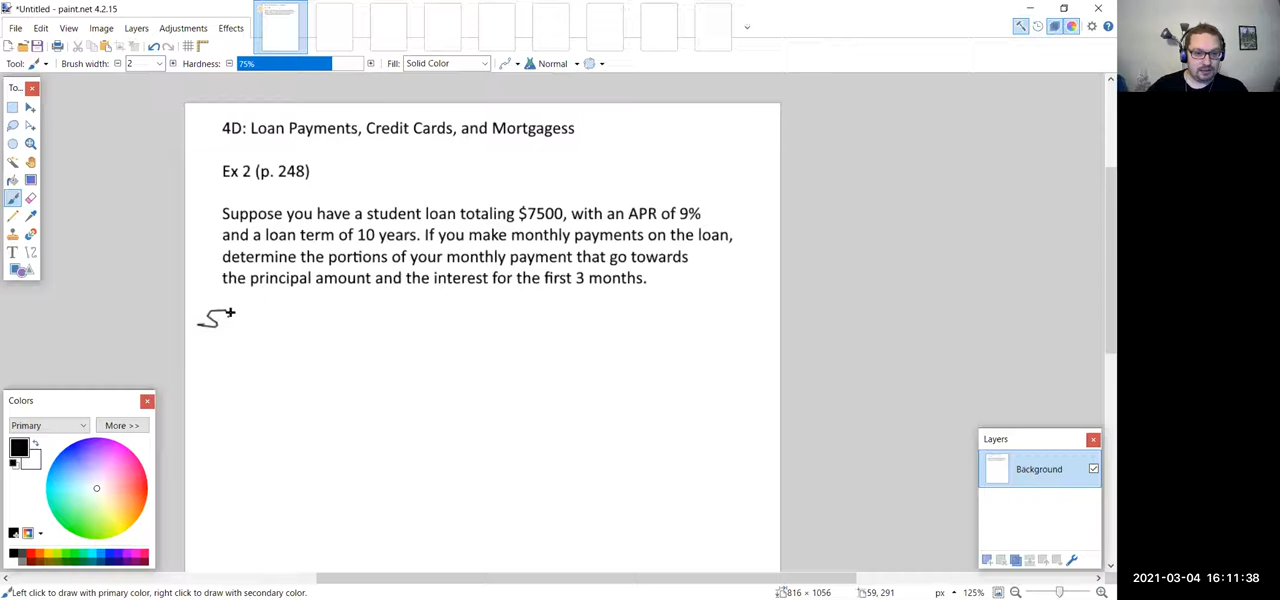 *Untitled - paint.net 4.2.15
File Edit View Image Layers Adjustments Effects
Tool: Brush width: 2 Hardness: 75% Fill: Solid Color Normal
To...
4D: Loan Payments, Credit Cards, and Mortgagess
Ex 2 (p. 248)
Suppose you have a student loan totaling $7500, with an APR of 9%
and a loan term of 10 years. If you make monthly payments on the loan,
determine the portions of your monthly payment that go towards
the principal amount and the interest for the first 3 months.
S
Colors
Primary More >>
Layers
Background
2021-03-04 16:11:38
Left click to draw with primary color, right click to draw with secondary color. 816 × 1056 59, 291 px 125%